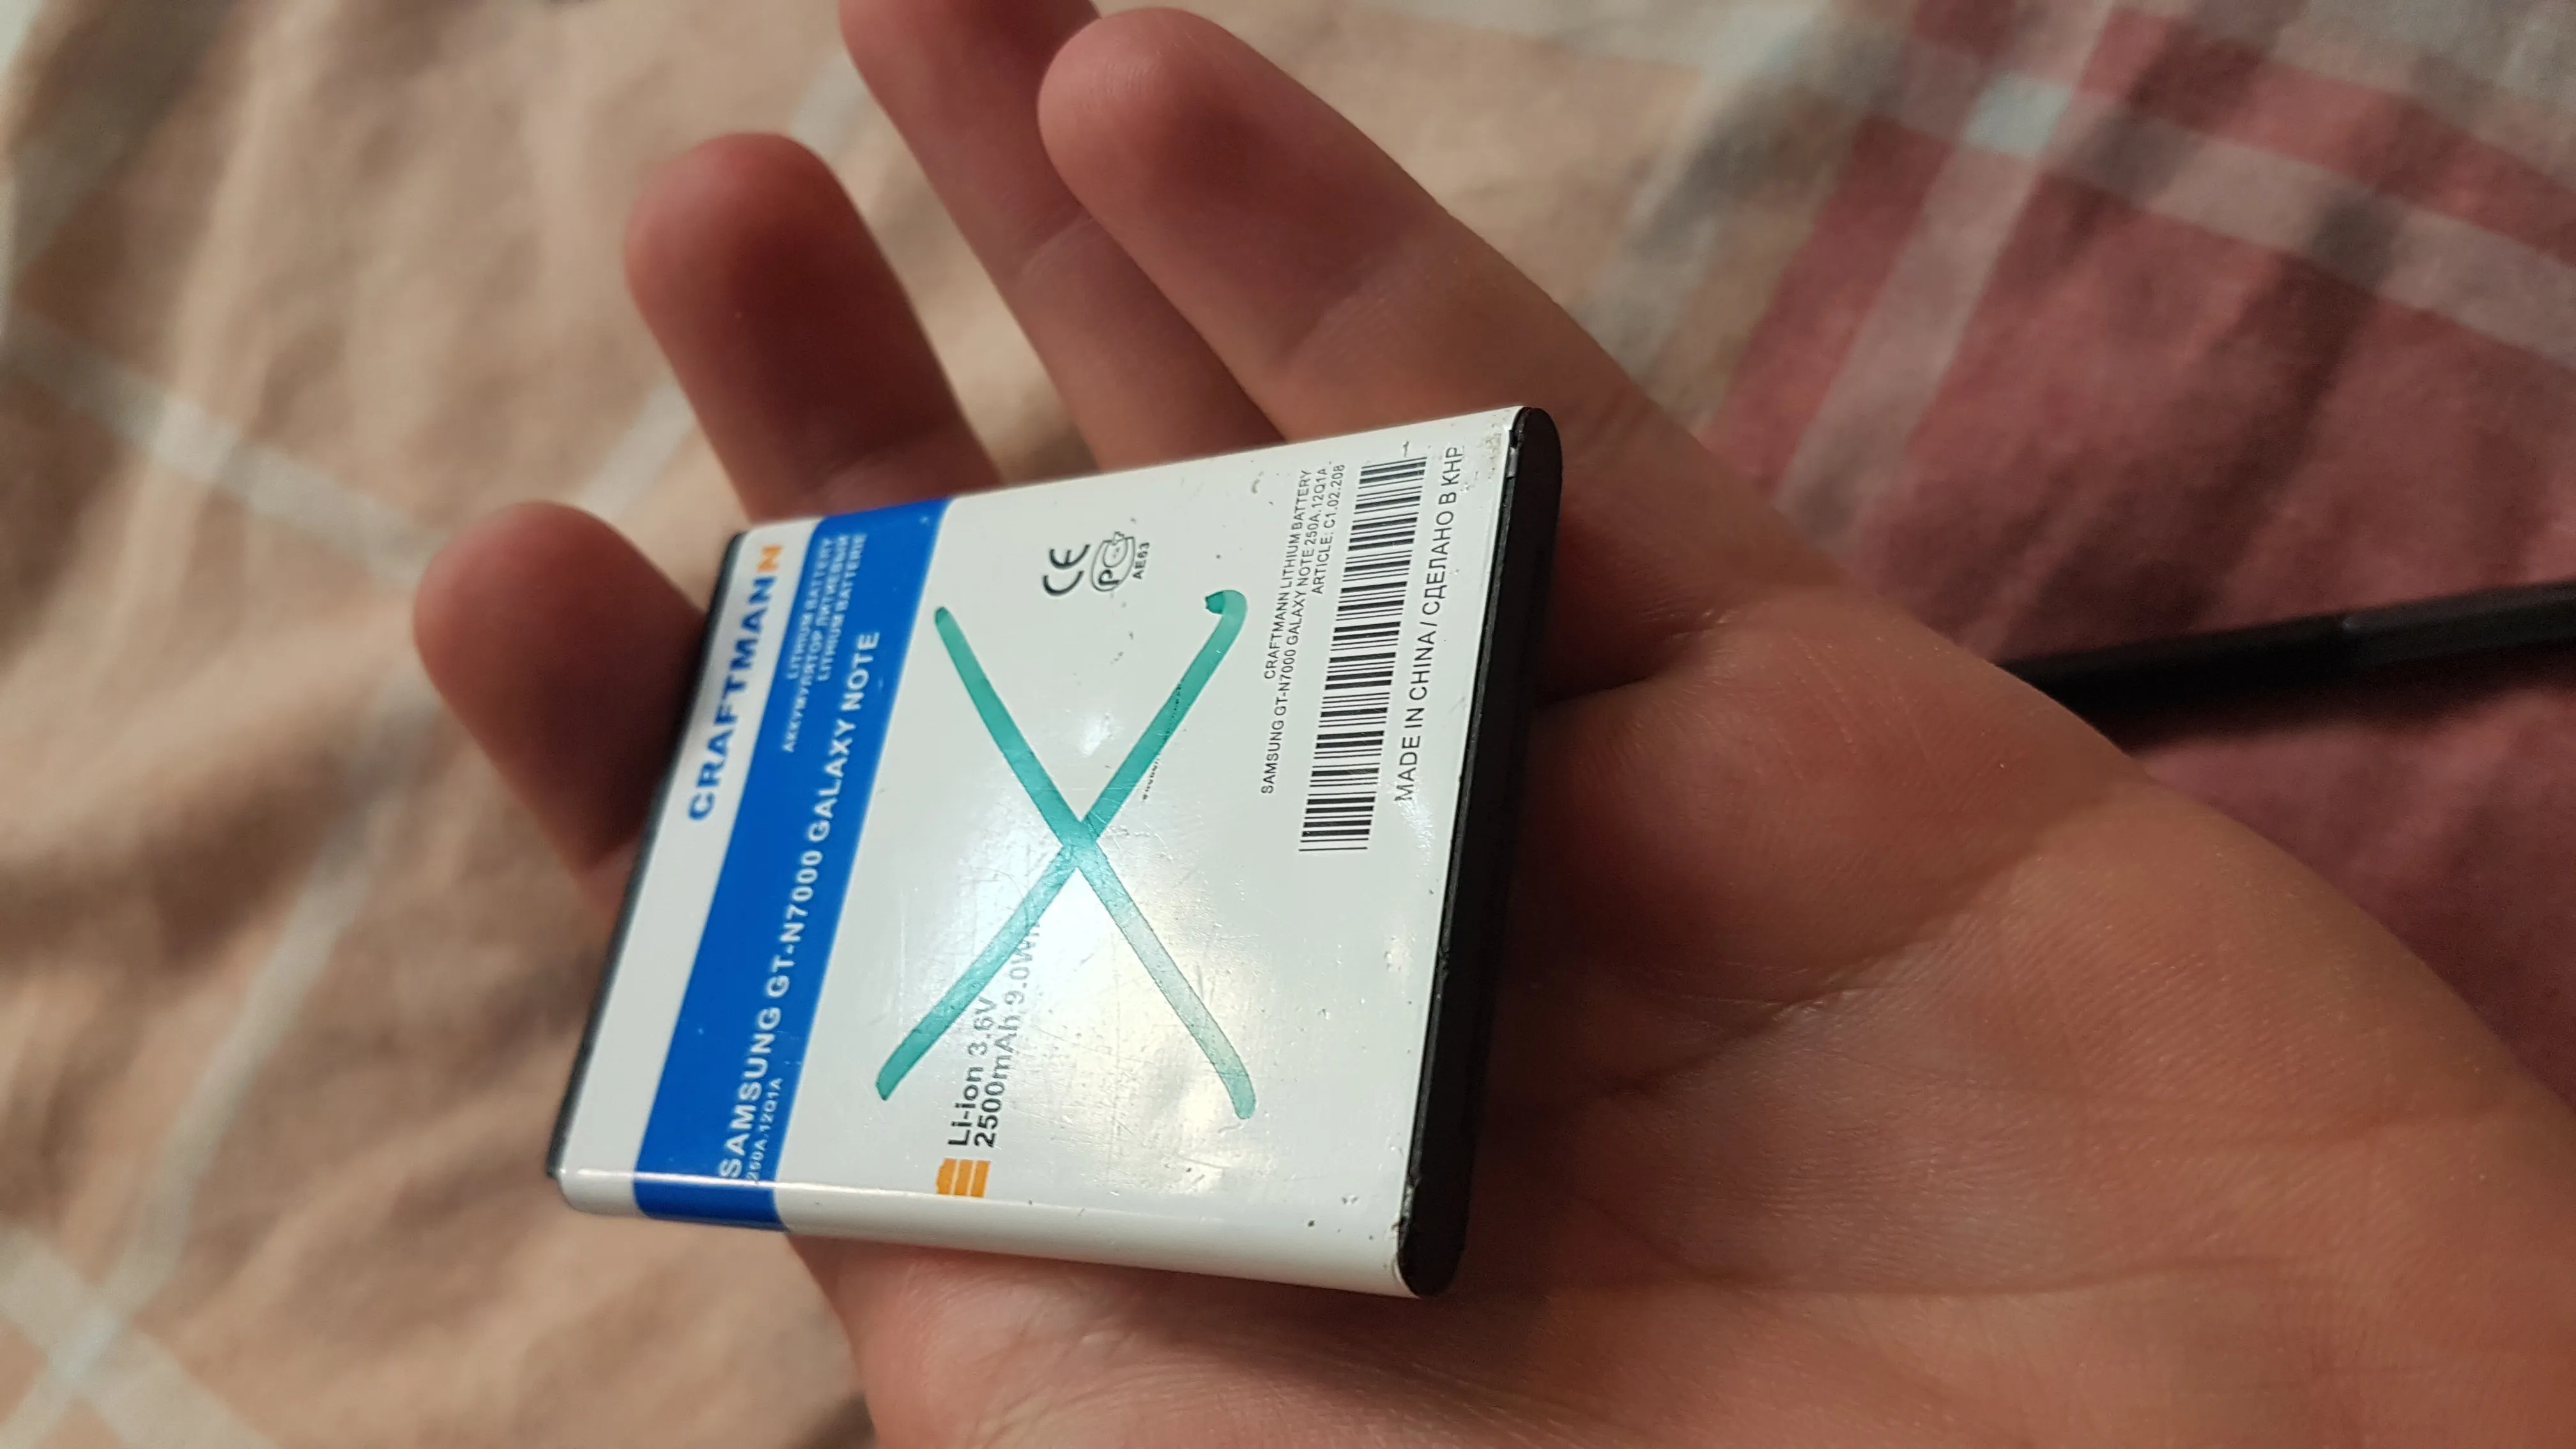 CRAFTMANN
LITHIUM BATTERY
АККУМУЛЯТОР ЛИТИЕВЫЙ
LITHIUM BATTERIE
SAMSUNG GT-N7000 GALAXY NOTE
250A.12Q1A
Li-ion 3.6V
2500mAh 9.0W
CE
PC
AE63
X
CRAFTMANN LITHIUM BATTERY
SAMSUNG GT-N7000 GALAXY NOTE 250A.12Q1A
ARTICLE: C1.02.208
MADE IN CHINA / СДЕЛАНО В КНР